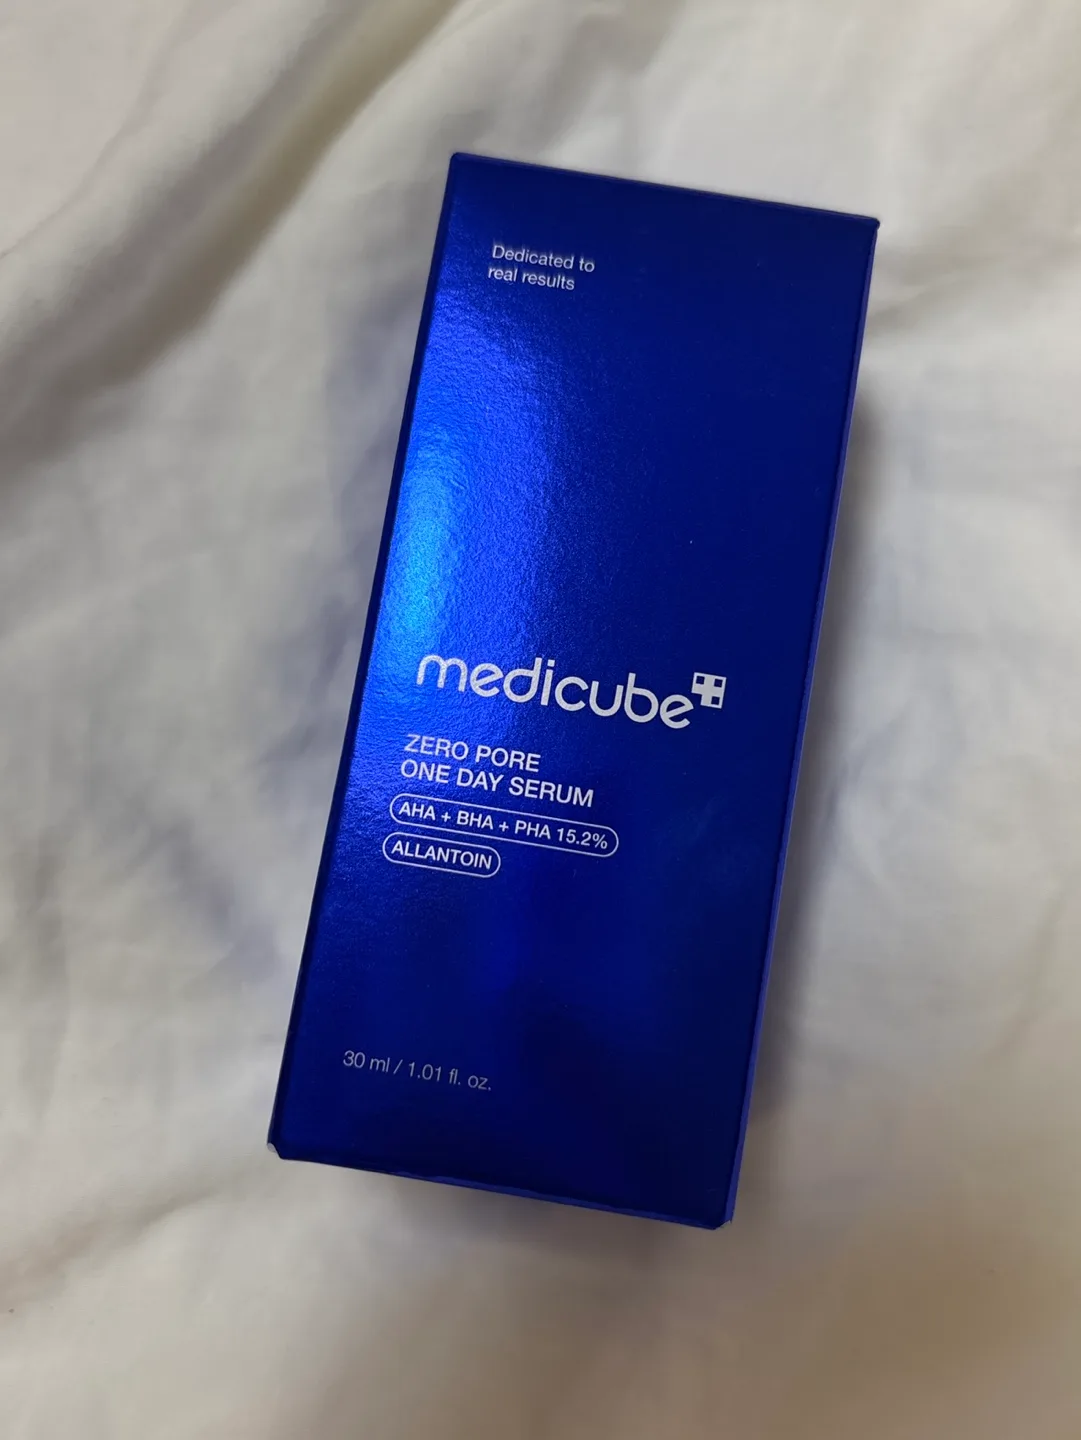 Dedicated to
real results
medicube
ZERO PORE
ONE DAY SERUM
AHA + BHA + PHA 15.2%
ALLANTOIN
30 ml / 1.01 fl. oz.